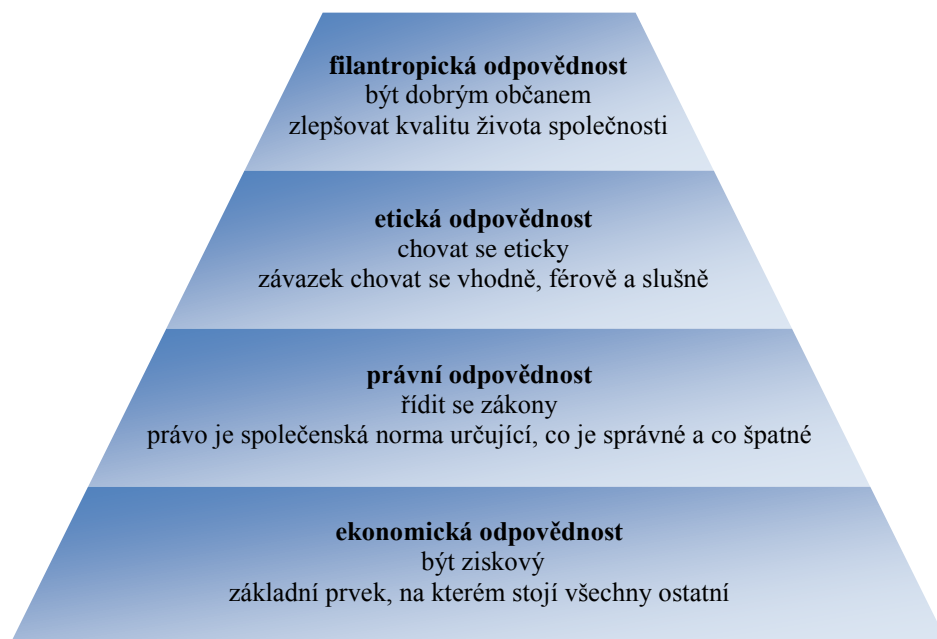 filantropická odpovědnost
být dobrým občanem
zlepšovat kvalitu života společnosti
etická odpovědnost
chovat se eticky
závazek chovat se vhodně, férově a slušně
právní odpovědnost
řídit se zákony
právo je společenská norma určující, co je správné a co špatné
ekonomická odpovědnost
být ziskový
základní prvek, na kterém stojí všechny ostatní